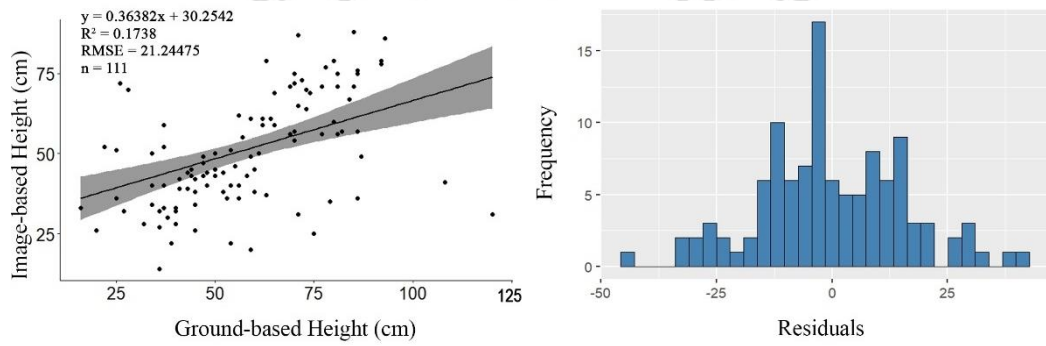 y = 0.36382x + 30.2542
R² = 0.1738
RMSE = 21.24475
n = 111
Image-based Height (cm)
75
50
25
25 50 75 100 125
Ground-based Height (cm)
Frequency
15
10
5
0
-50 -25 0 25
Residuals